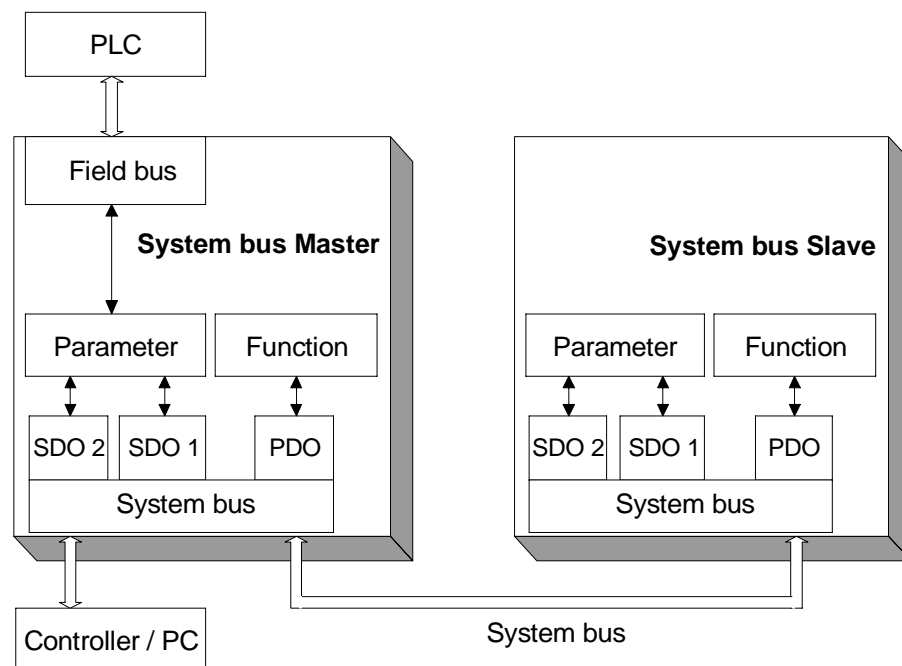 PLC
Field bus
System bus Master
System bus Slave
Parameter
Function
Parameter
Function
SDO 2
SDO 1
PDO
SDO 2
SDO 1
PDO
System bus
System bus
Controller / PC
System bus